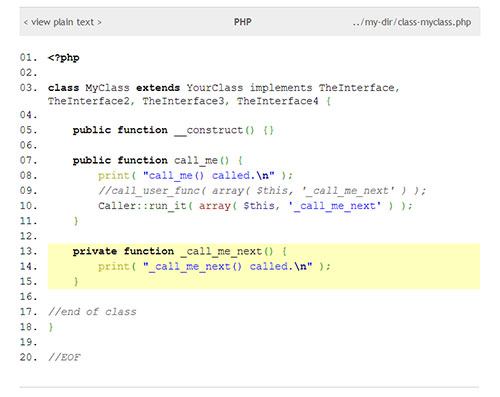 < view plain text > PHP ../my-dir/class-myclass.php
01. <?php
02.
03. class MyClass extends YourClass implements TheInterface,
TheInterface2, TheInterface3, TheInterface4 {
04.
05. public function __construct() {}
06.
07. public function call_me() {
08. print( "call_me() called.\n" );
09. //call_user_func( array( $this, '_call_me_next' ) );
10. Caller::run_it( array( $this, '_call_me_next' ) );
11. }
12.
13. private function _call_me_next() {
14. print( "_call_me_next() called.\n" );
15. }
16.
17. //end of class
18. }
19.
20. //EOF